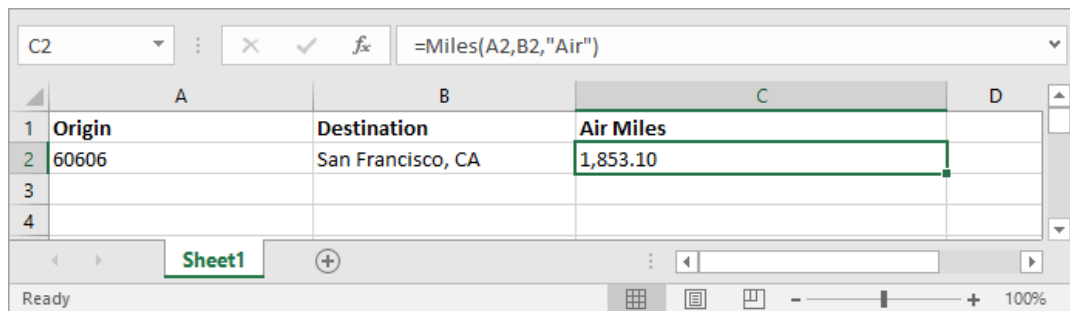 C2 fx =Miles(A2,B2,"Air")
A B C D
1 Origin Destination Air Miles
2 60606 San Francisco, CA 1,853.10
3
4
Sheet1
Ready 100%